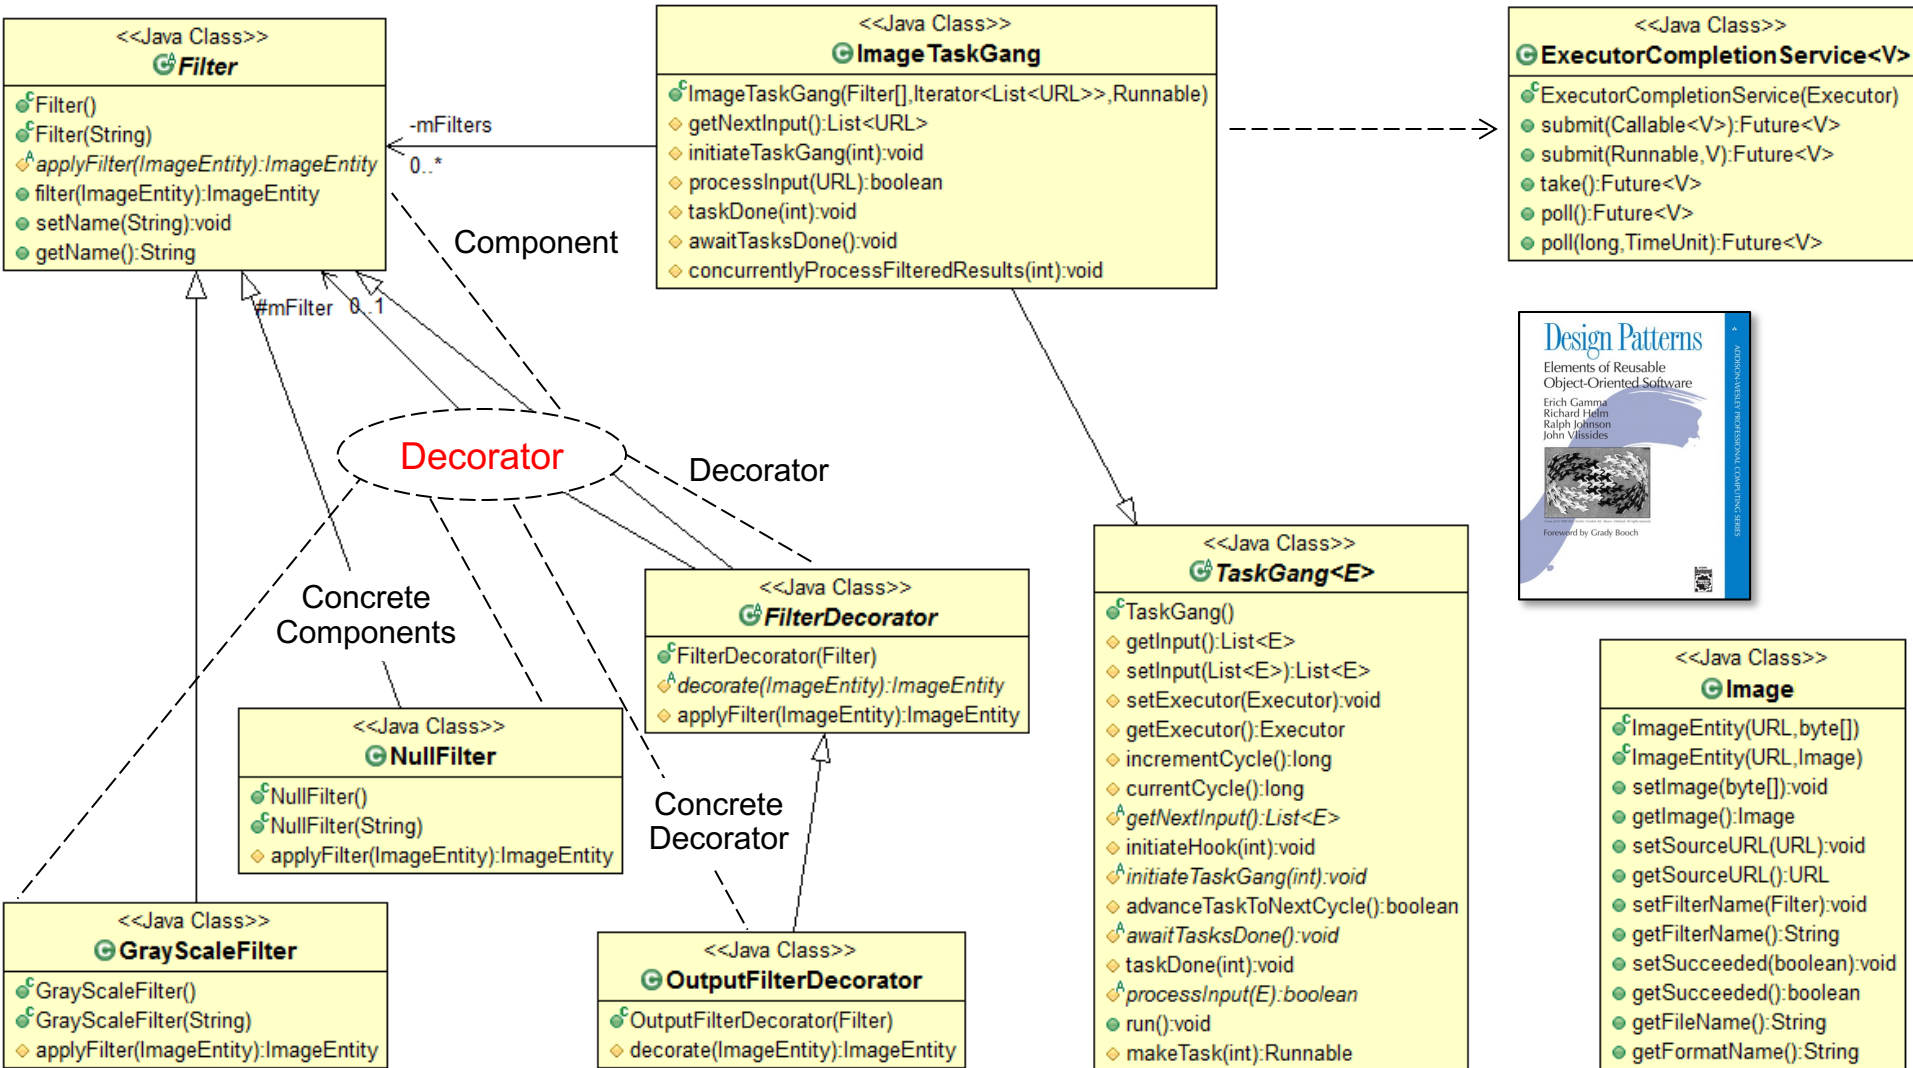 <<Java Class>>
Filter
Filter()
Filter(String)
applyFilter(ImageEntity):ImageEntity
filter(ImageEntity):ImageEntity
setName(String):void
getName():String
<<Java Class>>
ImageTaskGang
ImageTaskGang(Filter[],Iterator<List<URL>>,Runnable)
getNextInput():List<URL>
initiateTaskGang(int):void
processInput(URL):boolean
taskDone(int):void
awaitTasksDone():void
concurrentlyProcessFilteredResults(int):void
<<Java Class>>
ExecutorCompletionService<V>
ExecutorCompletionService(Executor)
submit(Callable<V>):Future<V>
submit(Runnable,V):Future<V>
take():Future<V>
poll():Future<V>
poll(long,TimeUnit):Future<V>
-mFilters
0..*
Component
#mFilter 0..1
Decorator
Decorator
Concrete
Components
Concrete
Decorator
Design Patterns
Elements of Reusable
Object-Oriented Software
Erich Gamma
Richard Helm
Ralph Johnson
John Vlissides
Foreword by Grady Booch
ADDISON-WESLEY PROFESSIONAL COMPUTING SERIES
<<Java Class>>
FilterDecorator
FilterDecorator(Filter)
decorate(ImageEntity):ImageEntity
applyFilter(ImageEntity):ImageEntity
<<Java Class>>
NullFilter
NullFilter()
NullFilter(String)
applyFilter(ImageEntity):ImageEntity
<<Java Class>>
GrayScaleFilter
GrayScaleFilter()
GrayScaleFilter(String)
applyFilter(ImageEntity):ImageEntity
<<Java Class>>
OutputFilterDecorator
OutputFilterDecorator(Filter)
decorate(ImageEntity):ImageEntity
<<Java Class>>
TaskGang<E>
TaskGang()
getInput():List<E>
setInput(List<E>):List<E>
setExecutor(Executor):void
getExecutor():Executor
incrementCycle():long
currentCycle():long
getNextInput():List<E>
initiateHook(int):void
initiateTaskGang(int):void
advanceTaskToNextCycle():boolean
awaitTasksDone():void
taskDone(int):void
processInput(E):boolean
run():void
makeTask(int):Runnable
<<Java Class>>
Image
ImageEntity(URL,byte[])
ImageEntity(URL,Image)
setImage(byte[]):void
getImage():Image
setSourceURL(URL):void
getSourceURL():URL
setFilterName(Filter):void
getFilterName():String
setSucceeded(boolean):void
getSucceeded():boolean
getFileName():String
getFormatName():String